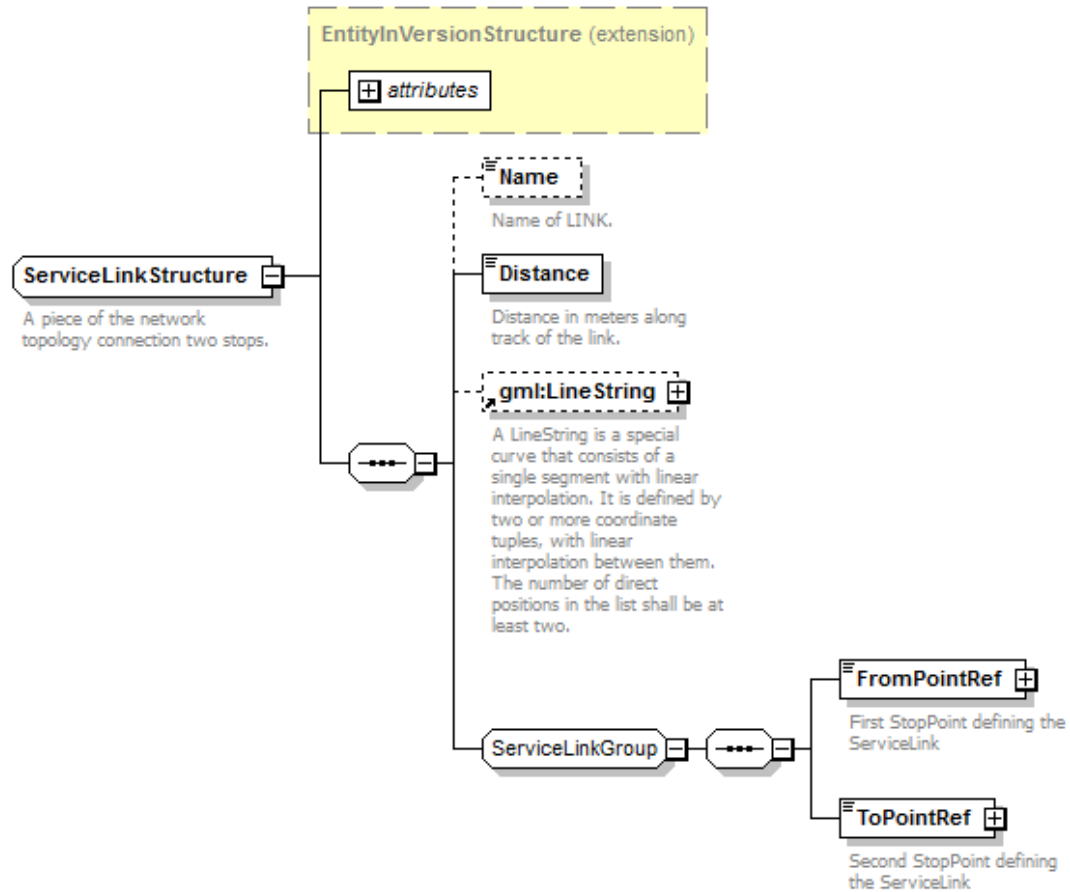 EntityInVersionStructure (extension)
attributes
Name
Name of LINK.
ServiceLinkStructure
A piece of the network
topology connection two stops.
Distance
Distance in meters along
track of the link.
gml:LineString
A LineString is a special
curve that consists of a
single segment with linear
interpolation. It is defined by
two or more coordinate
tuples, with linear
interpolation between them.
The number of direct
positions in the list shall be at
least two.
ServiceLinkGroup
FromPointRef
First StopPoint defining the
ServiceLink
ToPointRef
Second StopPoint defining
the ServiceLink